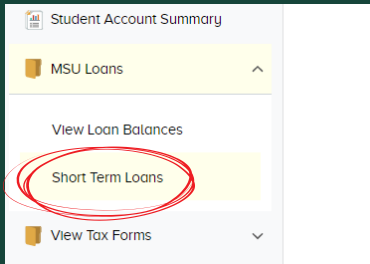 Student Account Summary
MSU Loans
View Loan Balances
Short Term Loans
View Tax Forms